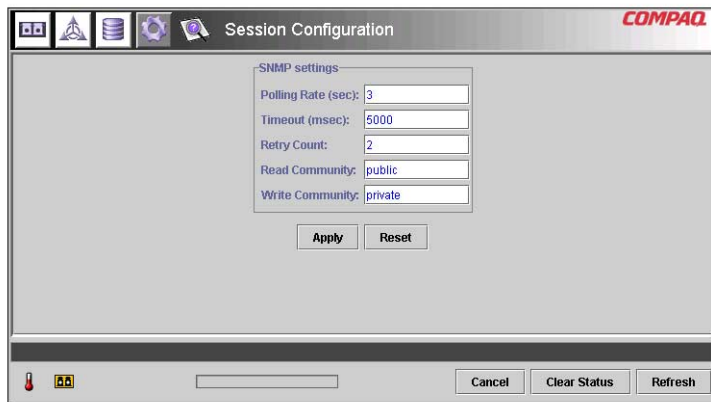 Session Configuration
COMPAQ
SNMP settings
Polling Rate (sec): 3
Timeout (msec): 5000
Retry Count: 2
Read Community: public
Write Community: private
Apply Reset
Cancel Clear Status Refresh